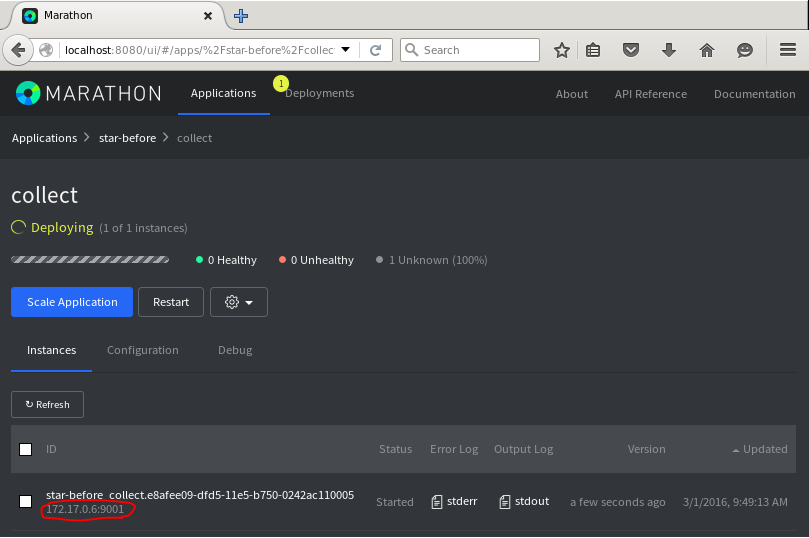 Marathon
localhost:8080/ui/#/apps/%2Fstar-before%2Fcollec
Search
MARATHON
Applications
1
Deployments
About
API Reference
Documentation
Applications > star-before > collect
collect
Deploying (1 of 1 instances)
0 Healthy
0 Unhealthy
1 Unknown (100%)
Scale Application
Restart
Instances
Configuration
Debug
↻ Refresh
ID
Status
Error Log
Output Log
Version
Updated
star-before_collect.e8afee09-dfd5-11e5-b750-0242ac110005
172.17.0.6:9001
Started
stderr
stdout
a few seconds ago
3/1/2016, 9:49:13 AM